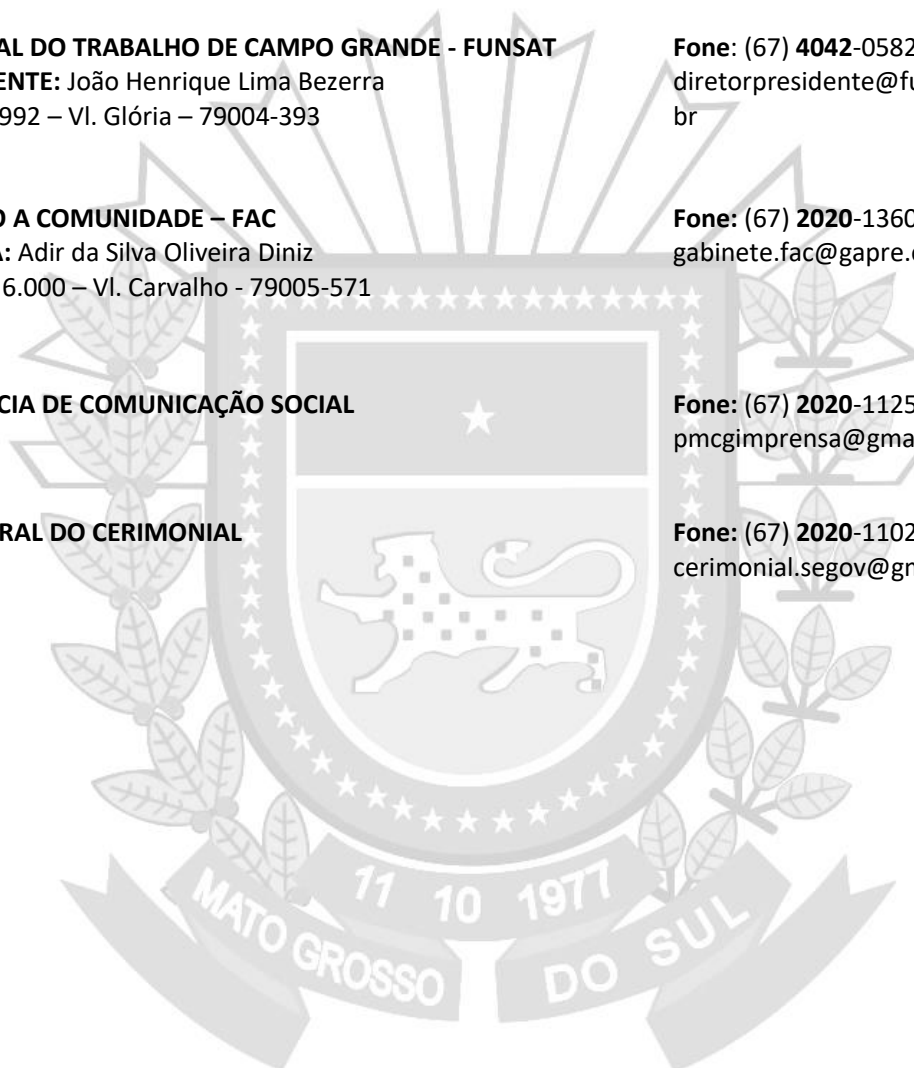 AL DO TRABALHO DE CAMPO GRANDE - FUNSAT
ENTE: João Henrique Lima Bezerra
992 – Vl. Glória – 79004-393
Fone: (67) 4042-0582
diretorpresidente@fu
br
O A COMUNIDADE – FAC
A: Adir da Silva Oliveira Diniz
6.000 – Vl. Carvalho - 79005-571
Fone: (67) 2020-1360
gabinete.fac@gapre.
CIA DE COMUNICAÇÃO SOCIAL
Fone: (67) 2020-1125
pmcgimprensa@gma
RAL DO CERIMONIAL
Fone: (67) 2020-1102
cerimonial.segov@gm
11 10 1977
MATO GROSSO DO SUL